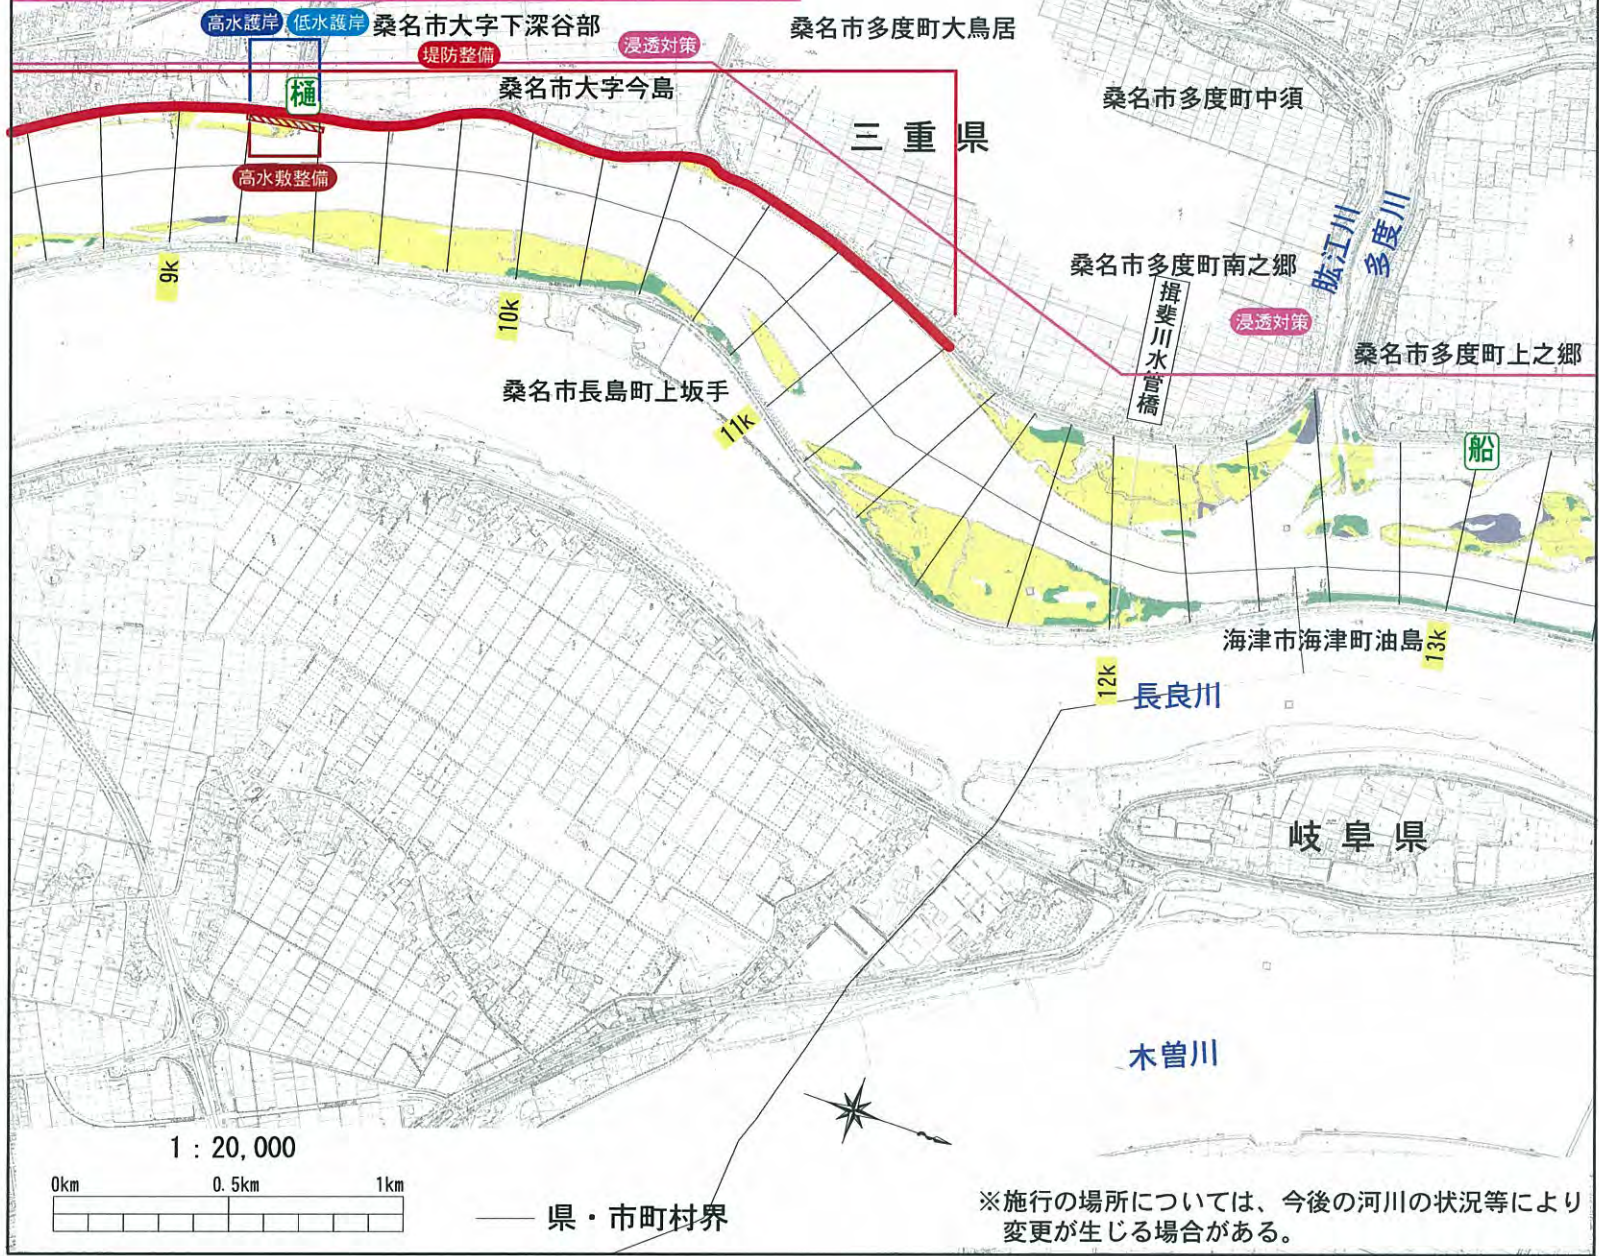 高水護岸
低水護岸
桑名市大字下深谷部
桑名市多度町大鳥居
堤防整備
浸透対策
樋
桑名市大字今島
桑名市多度町中須
三重県
高水敷整備
肱江川
多度川
桑名市多度町南之郷
揖斐川水管橋
浸透対策
桑名市多度町上之郷
9k
10k
桑名市長島町上坂手
11k
船
海津市海津町油島
13k
12k
長良川
岐阜県
木曽川
1：20,000
0km 0.5km 1km
県・市町村界
※施行の場所については、今後の河川の状況等により
変更が生じる場合がある。